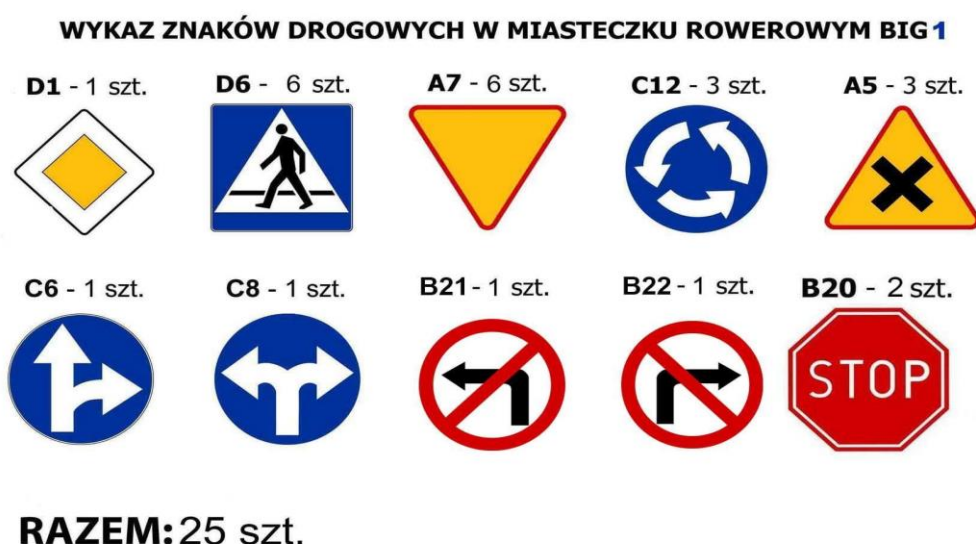 WYKAZ ZNAKÓW DROGOWYCH W MIASTECZKU ROWEROWYM BIG 1
D1 - 1 szt.
D6 - 6 szt.
A7 - 6 szt.
C12 - 3 szt.
A5 - 3 szt.
C6 - 1 szt.
C8 - 1 szt.
B21 - 1 szt.
B22 - 1 szt.
B20 - 2 szt.
STOP
RAZEM: 25 szt.